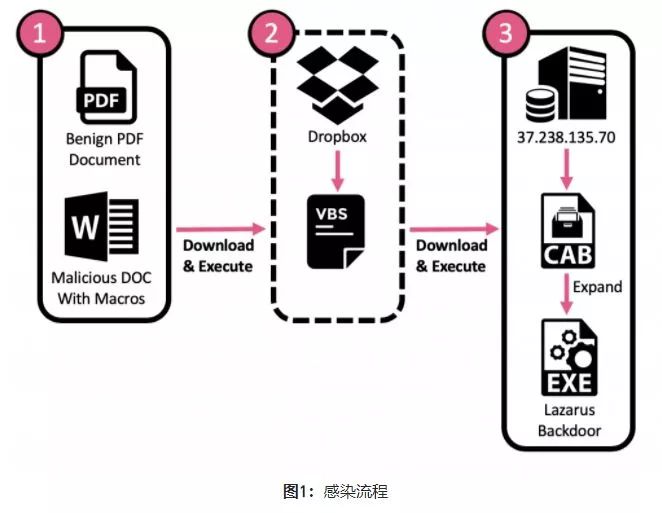 1
PDF
Benign PDF
Document
W
Malicious DOC
With Macros
Download
& Execute
2
Dropbox
VBS
Download
& Execute
3
37.238.135.70
CAB
Expand
EXE
Lazarus
Backdoor
图1：感染流程